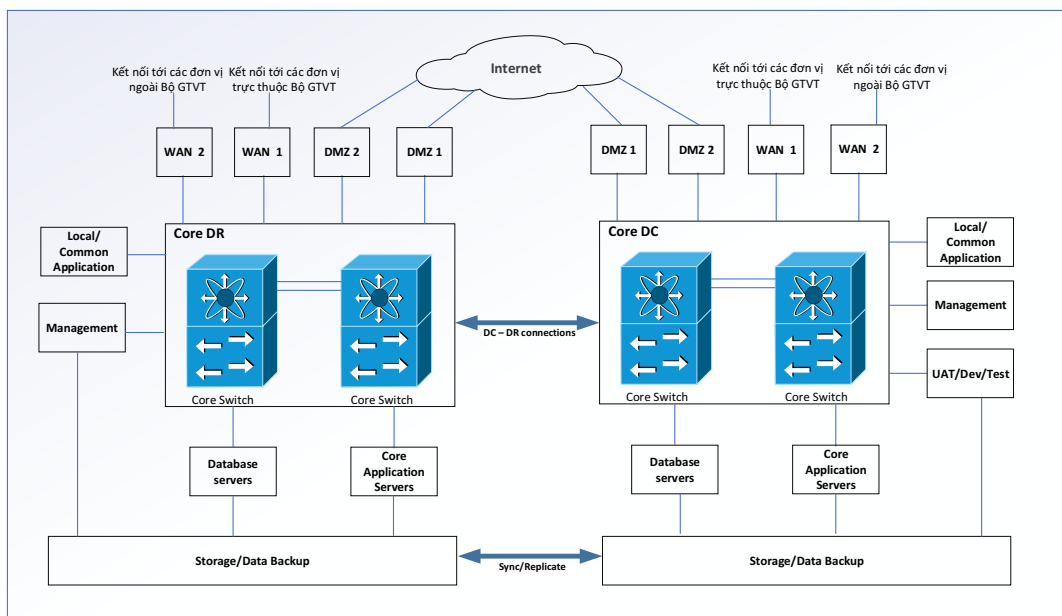 Internet
Kết nối tới các đơn vị
ngoài Bộ GTVT
Kết nối tới các đơn vị
trực thuộc Bộ GTVT
Kết nối tới các đơn vị
trực thuộc Bộ GTVT
Kết nối tới các đơn vị
ngoài Bộ GTVT
WAN 2
WAN 1
DMZ 2
DMZ 1
DMZ 1
DMZ 2
WAN 1
WAN 2
Core DR
Core DC
Local/
Common
Application
Local/
Common
Application
Management
Management
DC – DR connections
UAT/Dev/Test
Core Switch
Core Switch
Core Switch
Core Switch
Database
servers
Core
Application
Servers
Database
servers
Core
Application
Servers
Storage/Data Backup
Sync/Replicate
Storage/Data Backup